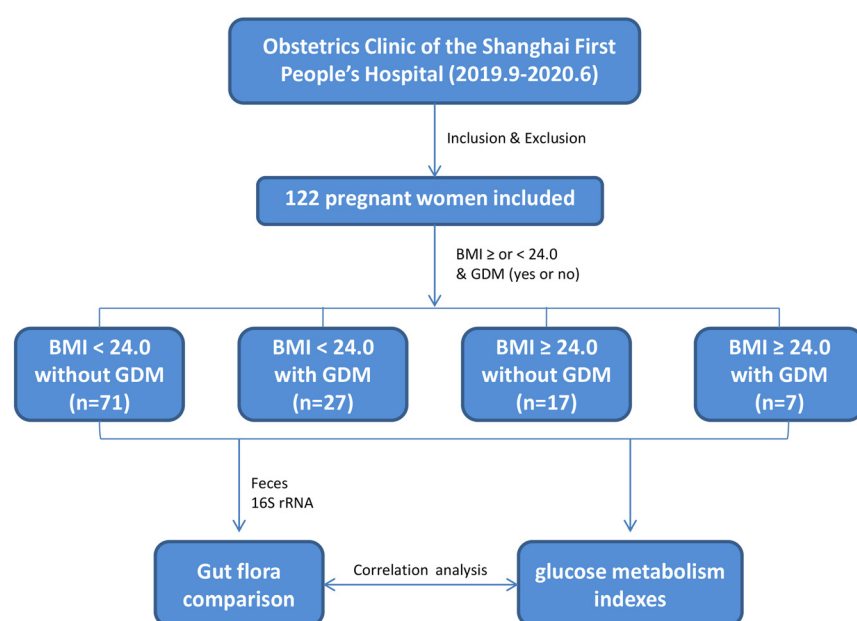 Obstetrics Clinic of the Shanghai First
People's Hospital (2019.9-2020.6)
Inclusion & Exclusion
122 pregnant women included
BMI ≥ or < 24.0
& GDM (yes or no)
BMI < 24.0
without GDM
(n=71)
BMI < 24.0
with GDM
(n=27)
BMI ≥ 24.0
without GDM
(n=17)
BMI ≥ 24.0
with GDM
(n=7)
Feces
16S rRNA
Gut flora
comparison
Correlation analysis
glucose metabolism
indexes